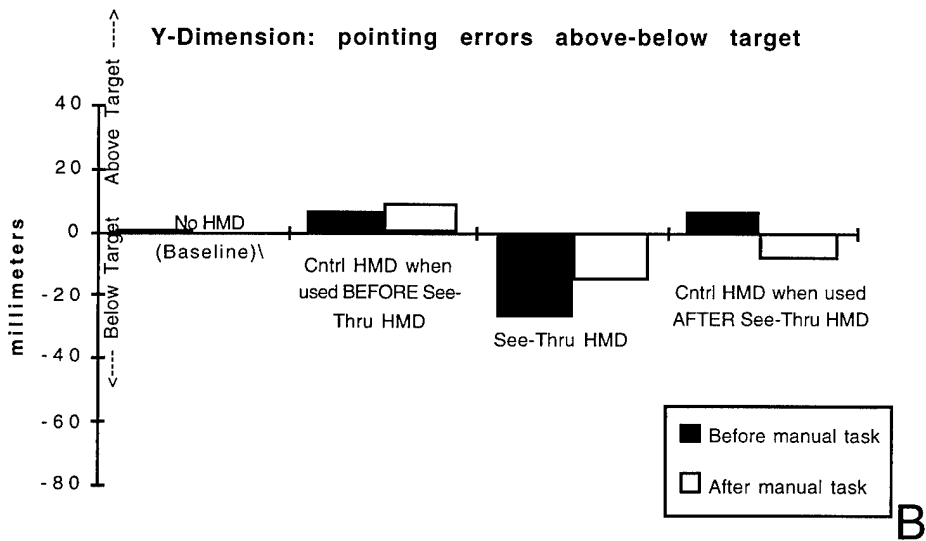 Y-Dimension: pointing errors above-below target
<---- Below Target Above Target ---->
millimeters
40
20
0
-20
-40
-60
-80
No HMD
(Baseline)\
Cntrl HMD when
used BEFORE See-
Thru HMD
See-Thru HMD
Cntrl HMD when used
AFTER See-Thru HMD
Before manual task
After manual task
B